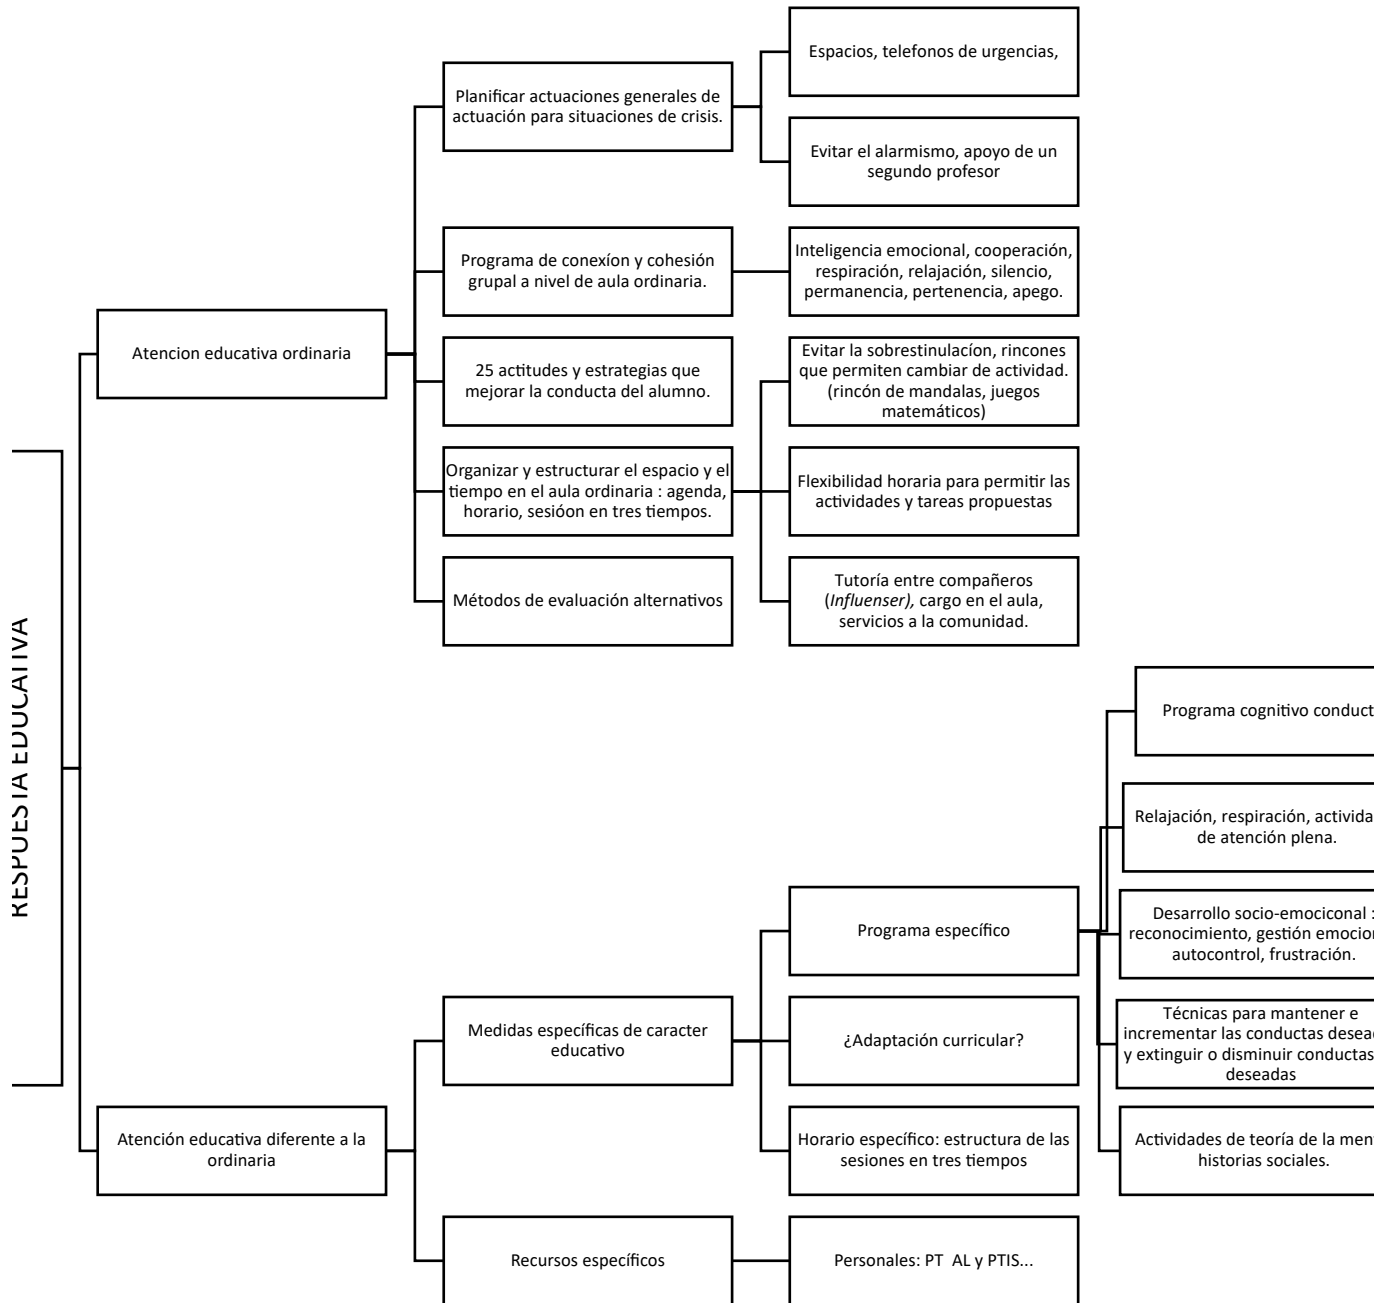 RESPUESTA EDUCATIVA
Atencion educativa ordinaria
Planificar actuaciones generales de
actuación para situaciones de crisis.
Espacios, telefonos de urgencias,
Evitar el alarmismo, apoyo de un
segundo profesor
Programa de conexíon y cohesión
grupal a nivel de aula ordinaria.
Inteligencia emocional, cooperación,
respiración, relajación, silencio,
permanencia, pertenencia, apego.
25 actitudes y estrategias que
mejorar la conducta del alumno.
Organizar y estructurar el espacio y el
tiempo en el aula ordinaria : agenda,
horario, sesióon en tres tiempos.
Evitar la sobrestinulacíon, rincones
que permiten cambiar de actividad.
(rincón de mandalas, juegos
matemáticos)
Flexibilidad horaria para permitir las
actividades y tareas propuestas
Tutoría entre compañeros
(Influenser), cargo en el aula,
servicios a la comunidad.
Métodos de evaluación alternativos
Atención educativa diferente a la
ordinaria
Medidas específicas de caracter
educativo
Programa específico
Programa cognitivo conduct
Relajación, respiración, activida
de atención plena.
Desarrollo socio-emociconal :
reconocimiento, gestión emocion
autocontrol, frustración.
Técnicas para mantener e
incrementar las conductas desead
y extinguir o disminuir conductas
deseadas
Actividades de teoría de la men
historias sociales.
¿Adaptación curricular?
Horario específico: estructura de las
sesiones en tres tiempos
Recursos específicos
Personales: PT AL y PTIS...